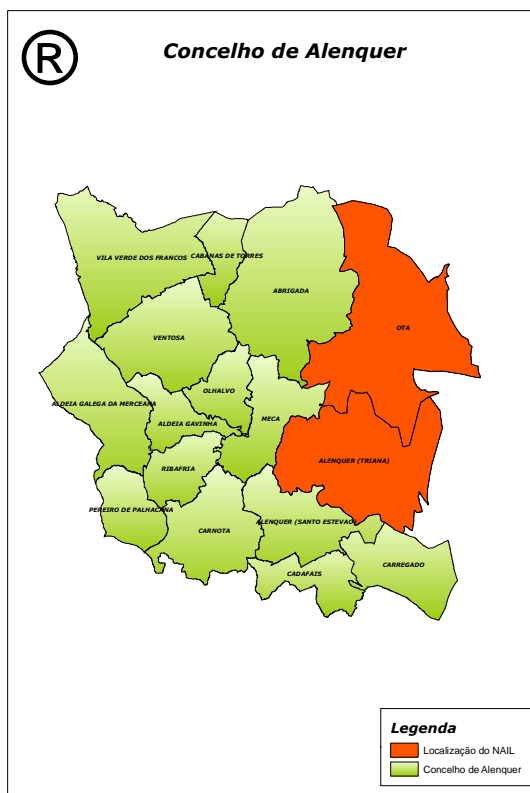 ®
Concelho de Alenquer
VILA VERDE DOS FRANCOS
CABANAS DE TORRES
ABRIGADA
OTA
VENTOSA
OLHALVO
ALDEIA GALEGA DA MERCEANA
ALDEIA GAVINHA
MECA
RIBAFRIA
ALENQUER (TRIANA)
PEREIRO DE PALHACANA
CARNOTA
ALENQUER (SANTO ESTEVAO)
CADAFAIS
CARREGADO
Legenda
Localização do NAIL
Concelho de Alenquer